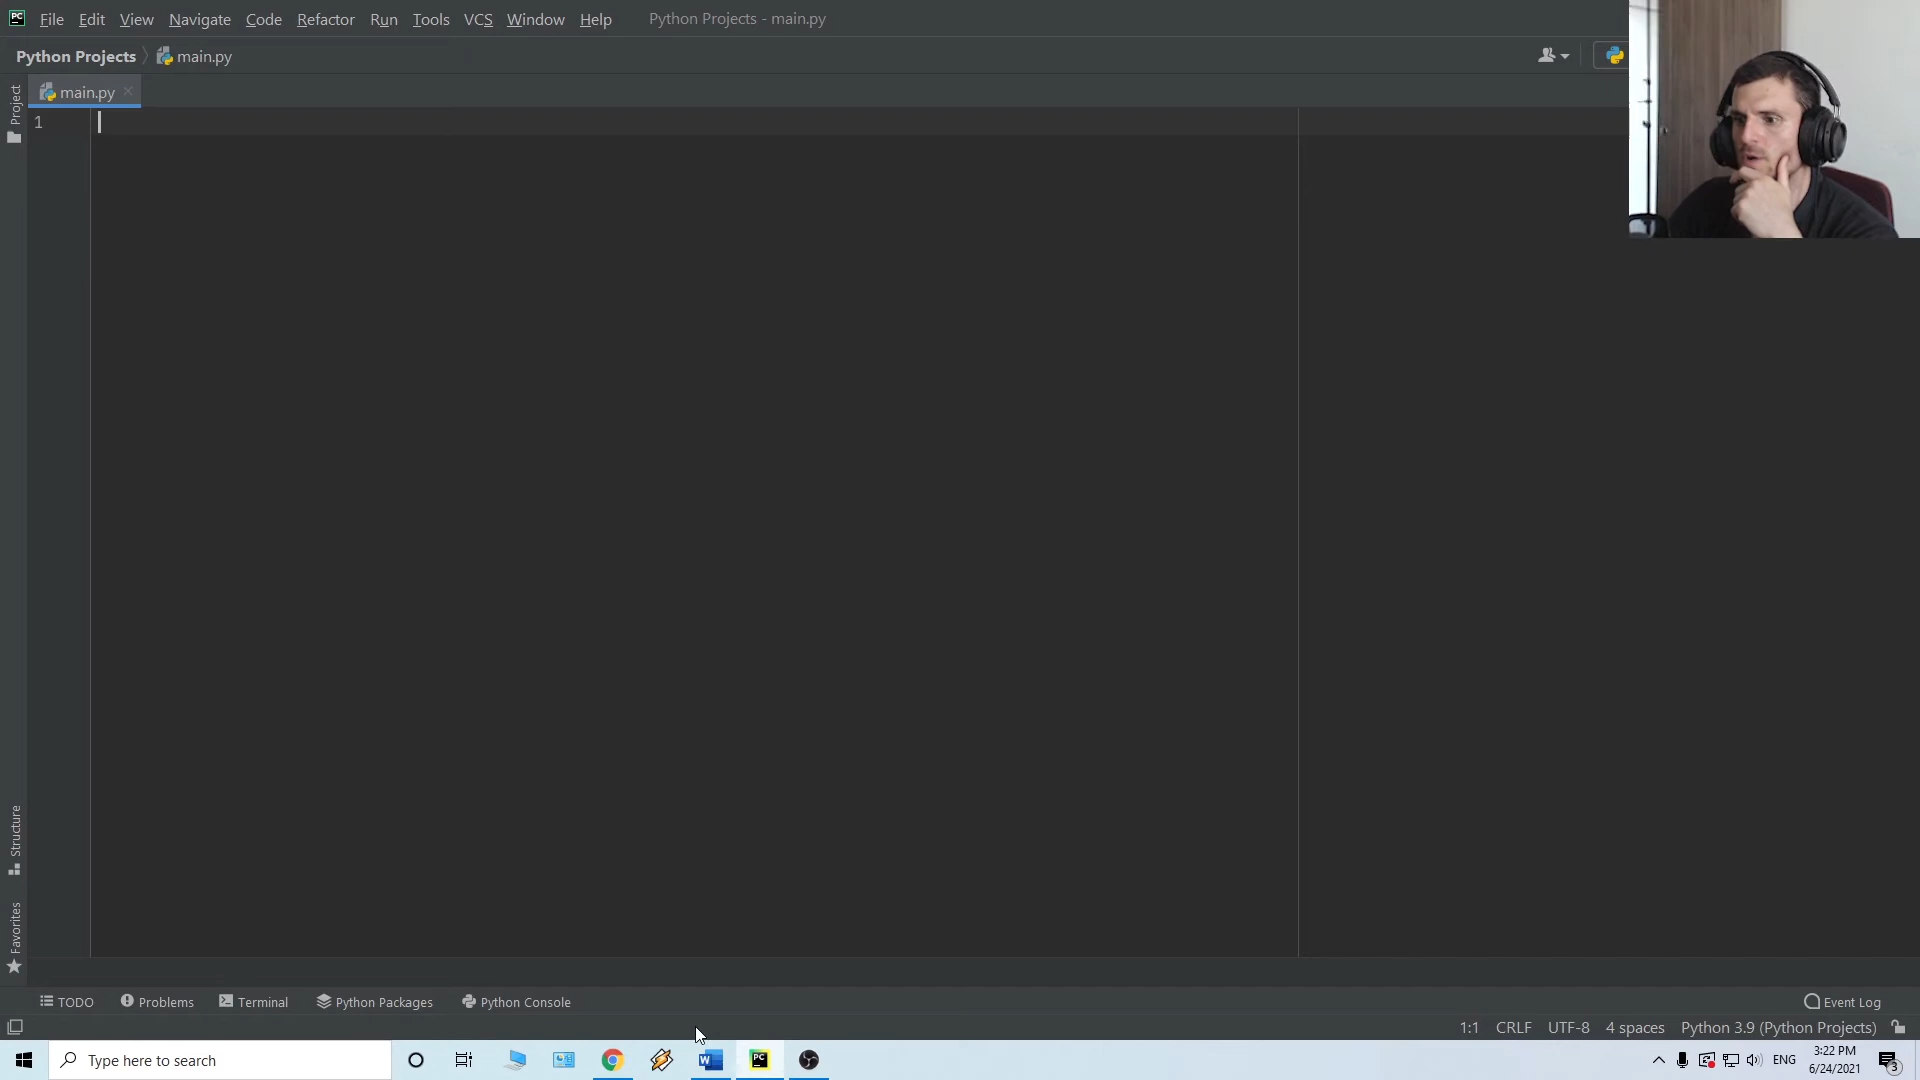 PC File Edit View Navigate Code Refactor Run Tools VCS Window Help Python Projects - main.py
Python Projects main.py
main.py
Project
1
Structure
Favorites
TODO Problems Terminal Python Packages Python Console Event Log
1:1 CRLF UTF-8 4 spaces Python 3.9 (Python Projects)
Type here to search W PC ENG 3:22 PM
6/24/2021 3